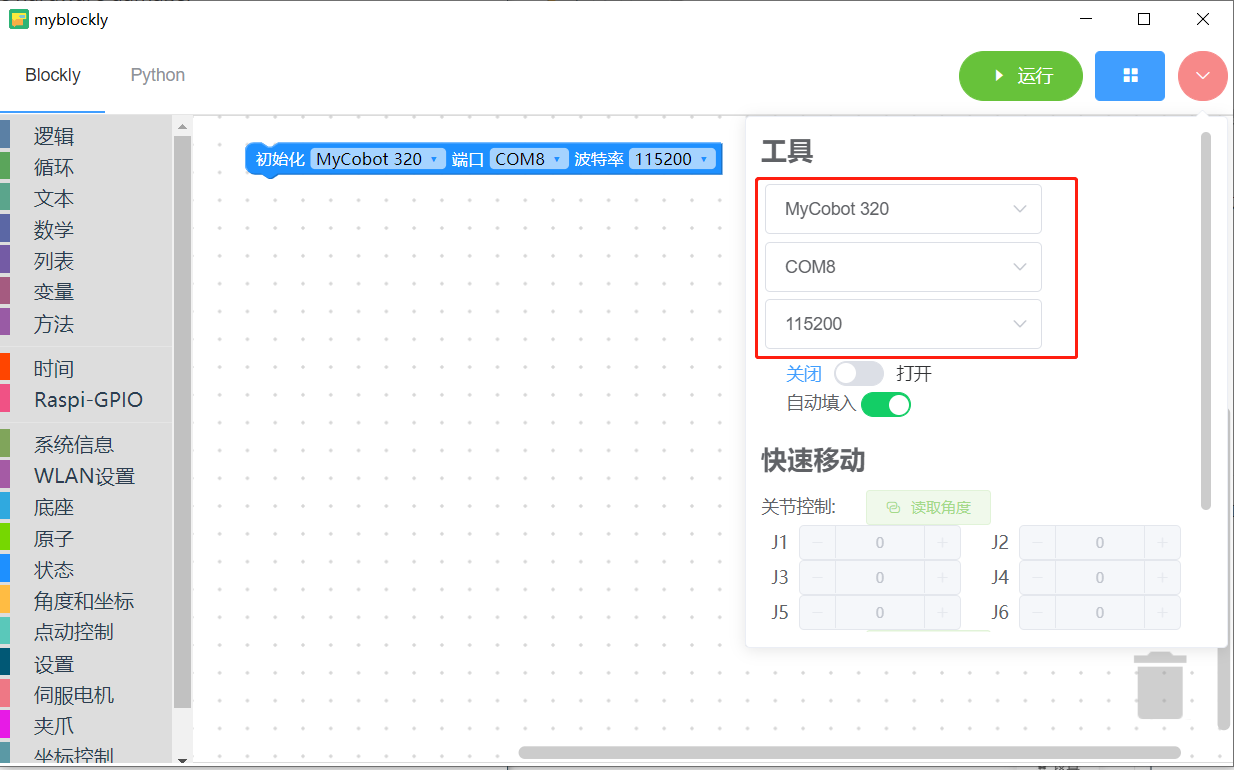 myblockly
Blockly
Python
运行
逻辑
循环
文本
数学
列表
变量
方法
时间
Raspi-GPIO
系统信息
WLAN设置
底座
原子
状态
角度和坐标
点动控制
设置
伺服电机
夹爪
坐标控制
初始化 MyCobot 320 端口 COM8 波特率 115200
工具
MyCobot 320
COM8
115200
关闭 打开
自动填入
快速移动
关节控制: 读取角度
J1 − 0 + J2 − 0 +
J3 − 0 + J4 − 0 +
J5 − 0 + J6 − 0 +